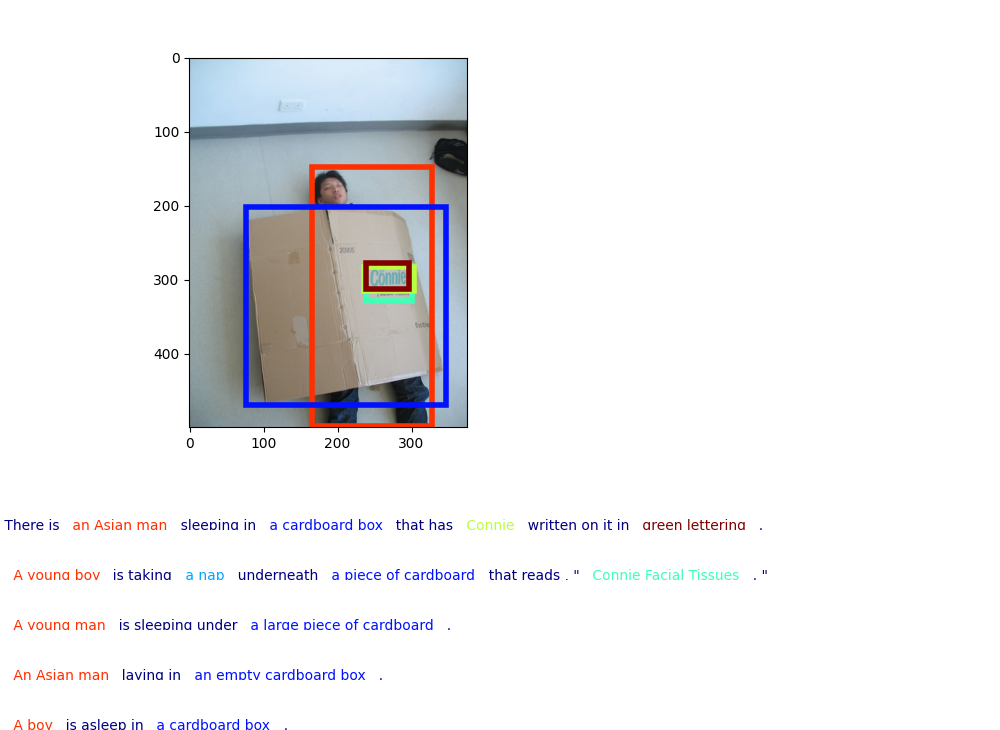 0
100
200
300
400
Connie
0 100 200 300
There is an Asian man sleeping in a cardboard box that has Connie written on it in green lettering .
A young boy is taking a nap underneath a piece of cardboard that reads . " Connie Facial Tissues . "
A young man is sleeping under a large piece of cardboard .
An Asian man laying in an empty cardboard box .
A boy is asleep in a cardboard box .